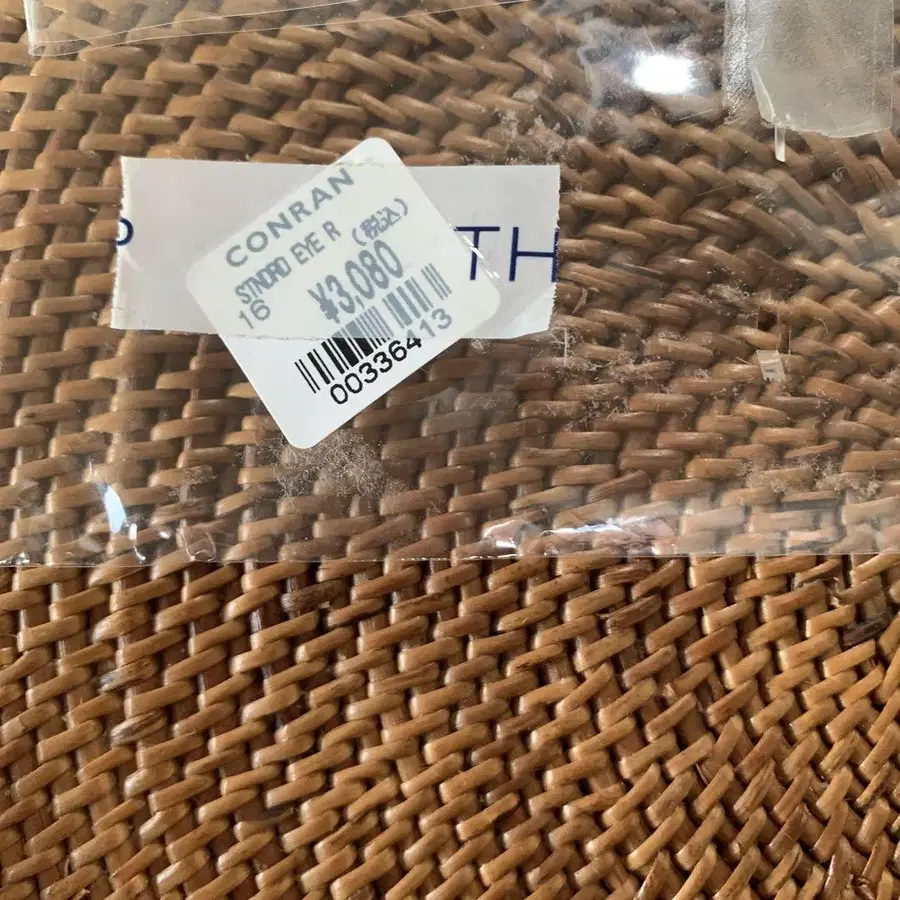 CONRAN
STNDRD EYE R
16
(税込)
¥3,080
00336413
P
TH